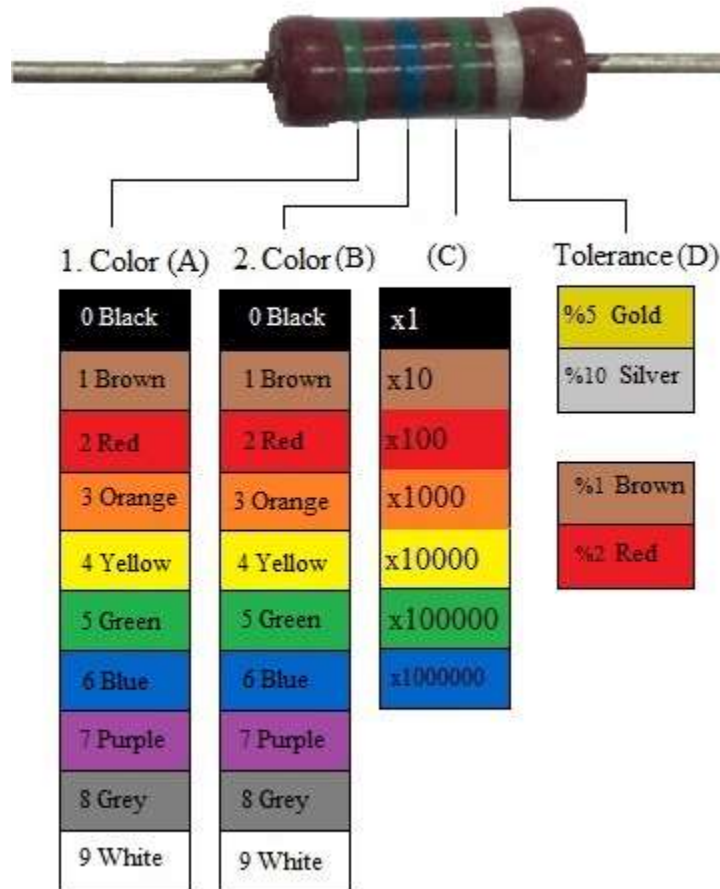 1. Color (A)
2. Color (B)
(C)
Tolerance (D)
0 Black
1 Brown
2 Red
3 Orange
4 Yellow
5 Green
6 Blue
7 Purple
8 Grey
9 White
0 Black
1 Brown
2 Red
3 Orange
4 Yellow
5 Green
6 Blue
7 Purple
8 Grey
9 White
x1
x10
x100
x1000
x10000
x100000
x1000000
%5 Gold
%10 Silver
%1 Brown
%2 Red